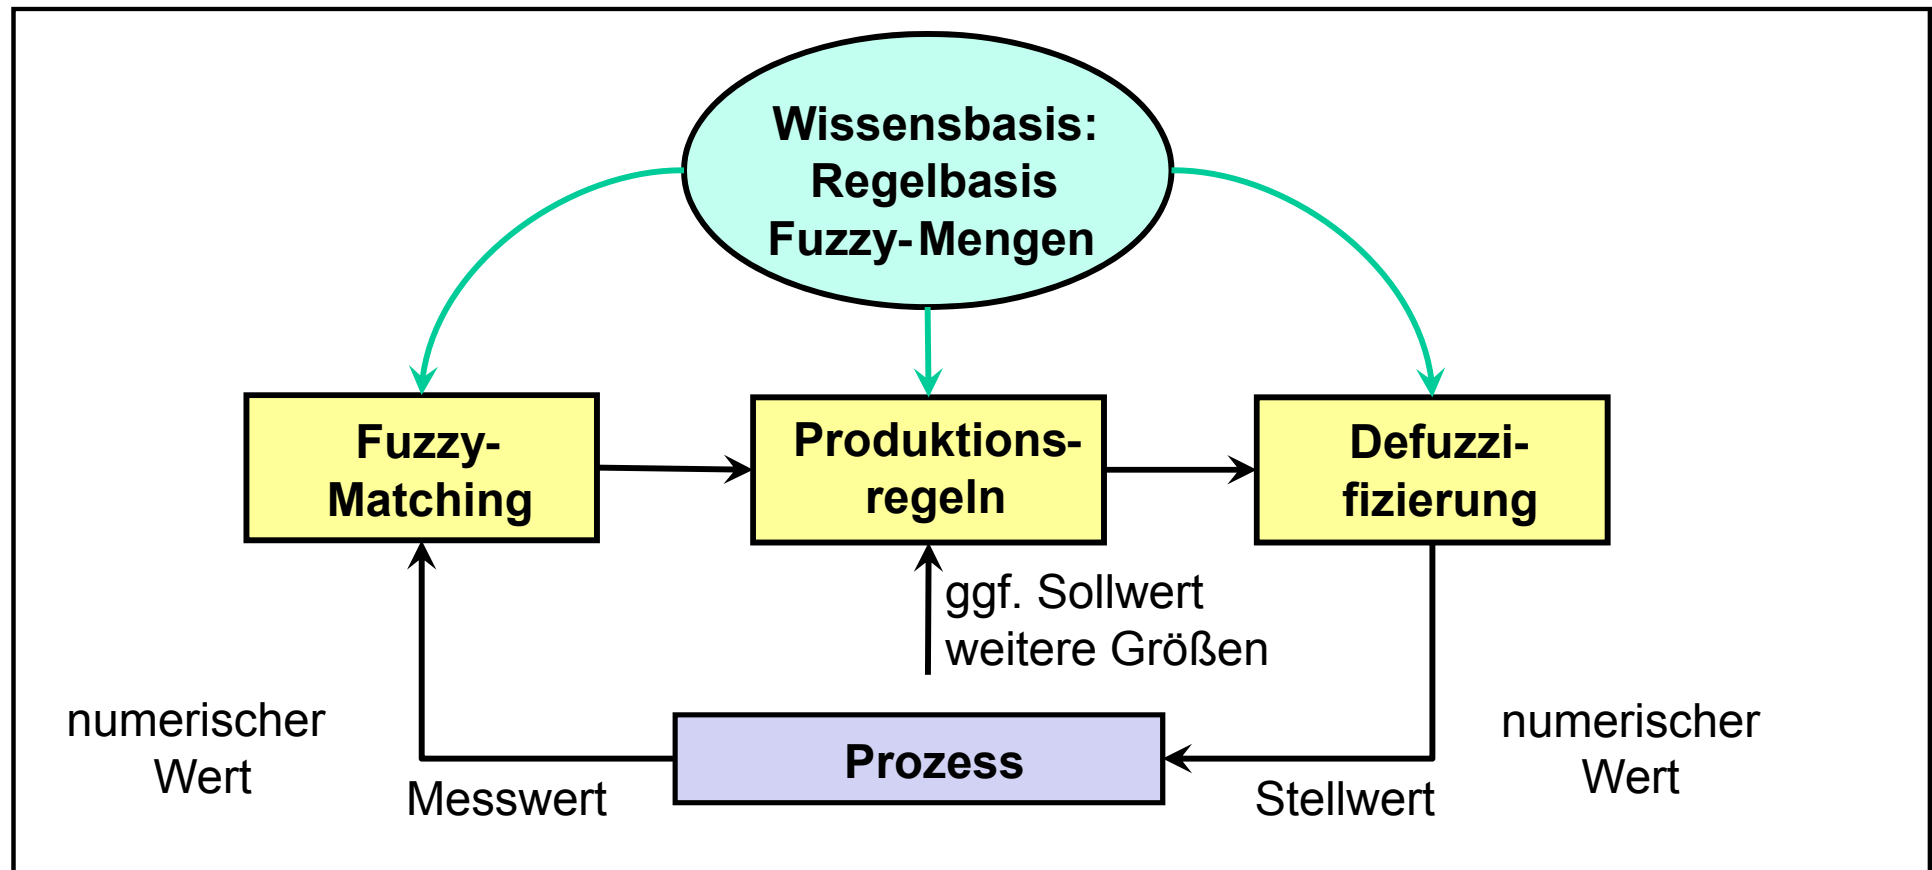 Wissensbasis:
Regelbasis
Fuzzy-Mengen
Fuzzy-
Matching
Produktions-
regeln
Defuzzi-
fizierung
ggf. Sollwert
weitere Größen
numerischer
Wert
Messwert
Prozess
Stellwert
numerischer
Wert